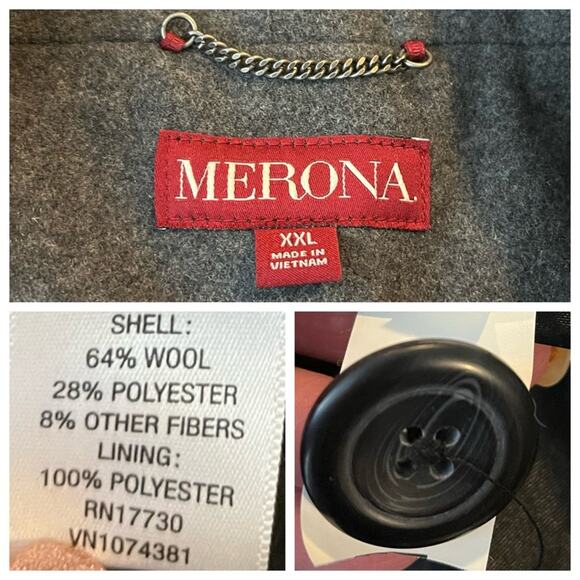 MERONA
XXL
MADE IN
VIETNAM
SHELL:
64% WOOL
28% POLYESTER
8% OTHER FIBERS
LINING:
100% POLYESTER
RN17730
VN1074381